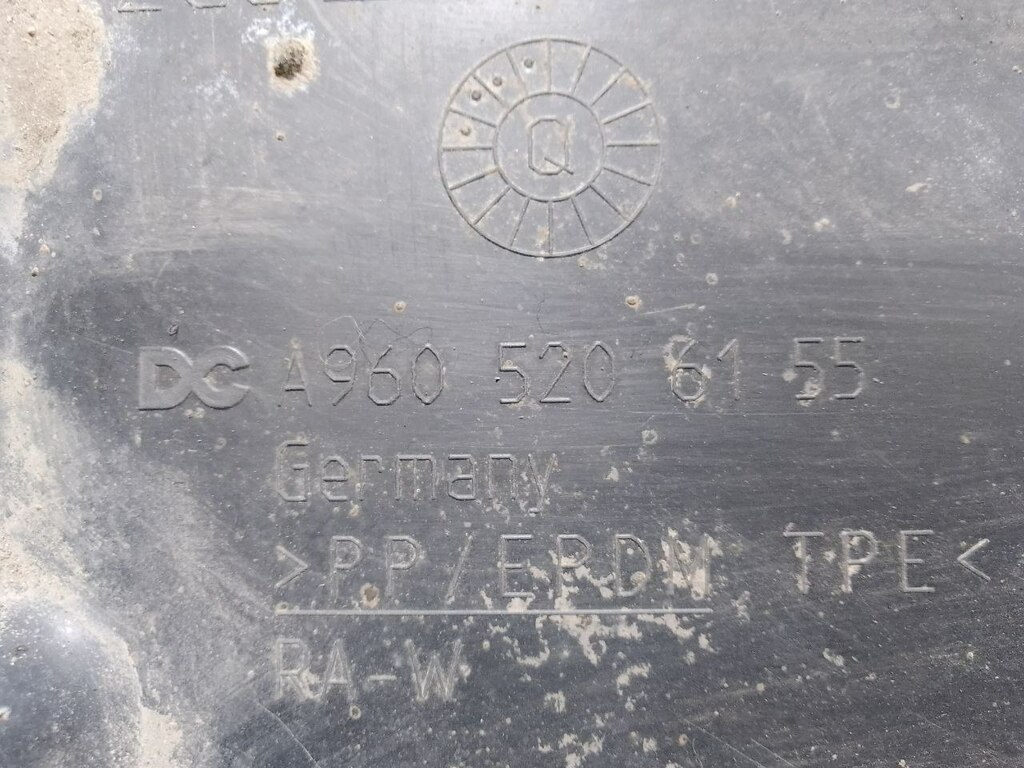 Q
DC A960 520 61 55
Germany
>PP/EPDM TPE<
RA-W